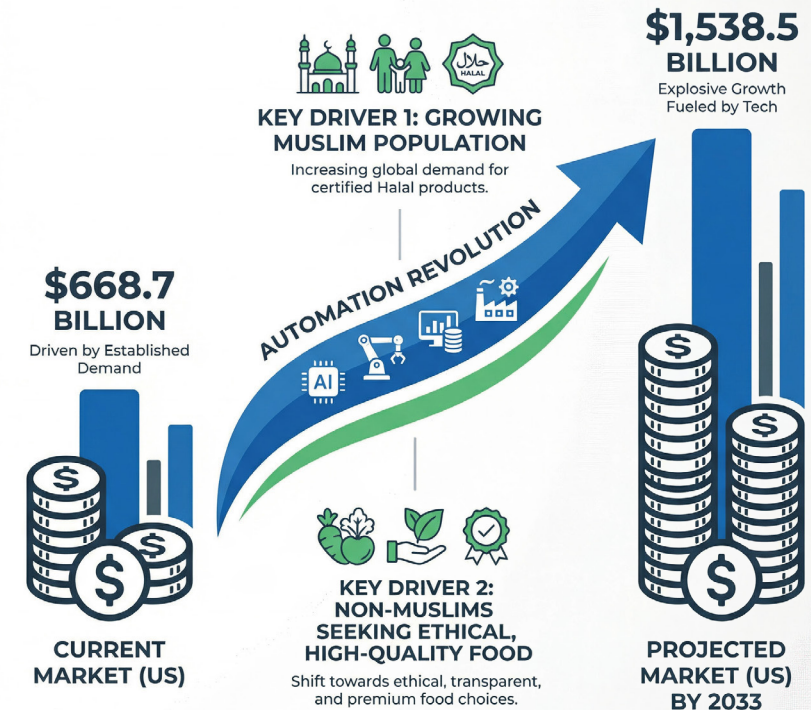 $1,538.5
BILLION
Explosive Growth
Fueled by Tech
حلال
HALAL
KEY DRIVER 1: GROWING
MUSLIM POPULATION
Increasing global demand for
certified Halal products.
AUTOMATION REVOLUTION
AI
$668.7
BILLION
Driven by Established
Demand
$
$
$
$
$
$
CURRENT
MARKET (US)
KEY DRIVER 2:
NON-MUSLIMS
SEEKING ETHICAL,
HIGH-QUALITY FOOD
Shift towards ethical, transparent,
and premium food choices.
PROJECTED
MARKET (US)
BY 2033